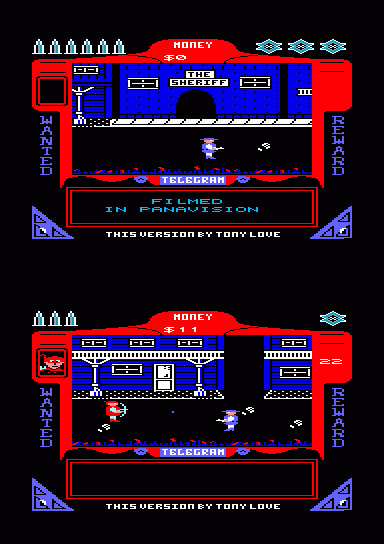 MONEY
$0
THE
SHERIFF
WANTED
REWARD
TELEGRAM
FILMED
IN PANAVISION
THIS VERSION BY TONY LOVE
MONEY
$11
22
WANTED
REWARD
TELEGRAM
THIS VERSION BY TONY LOVE